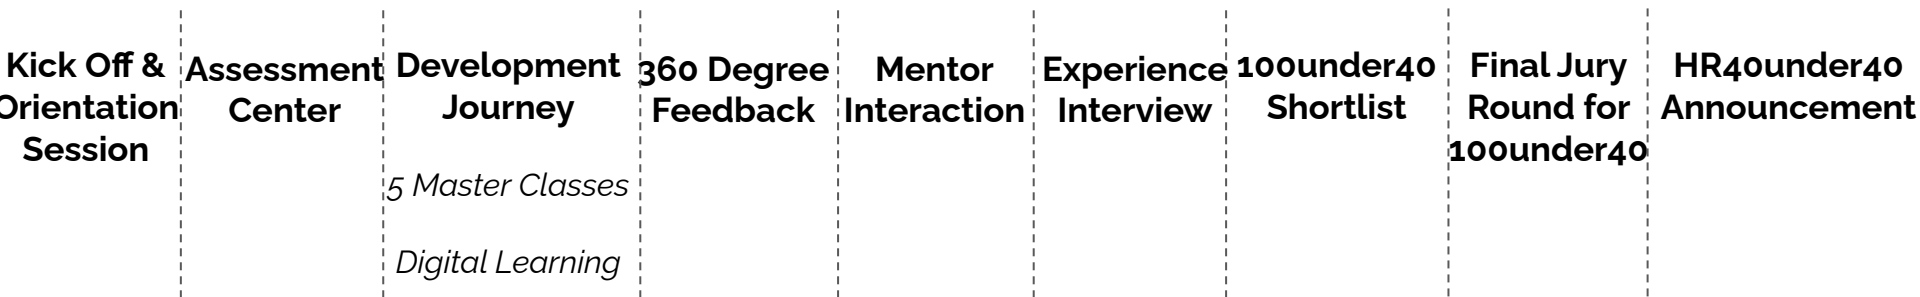 Kick Off &
Orientation
Session
Assessment
Center
Development
Journey
5 Master Classes
Digital Learning
360 Degree
Feedback
Mentor
Interaction
Experience
Interview
100under40
Shortlist
Final Jury
Round for
100under40
HR40under40
Announcement